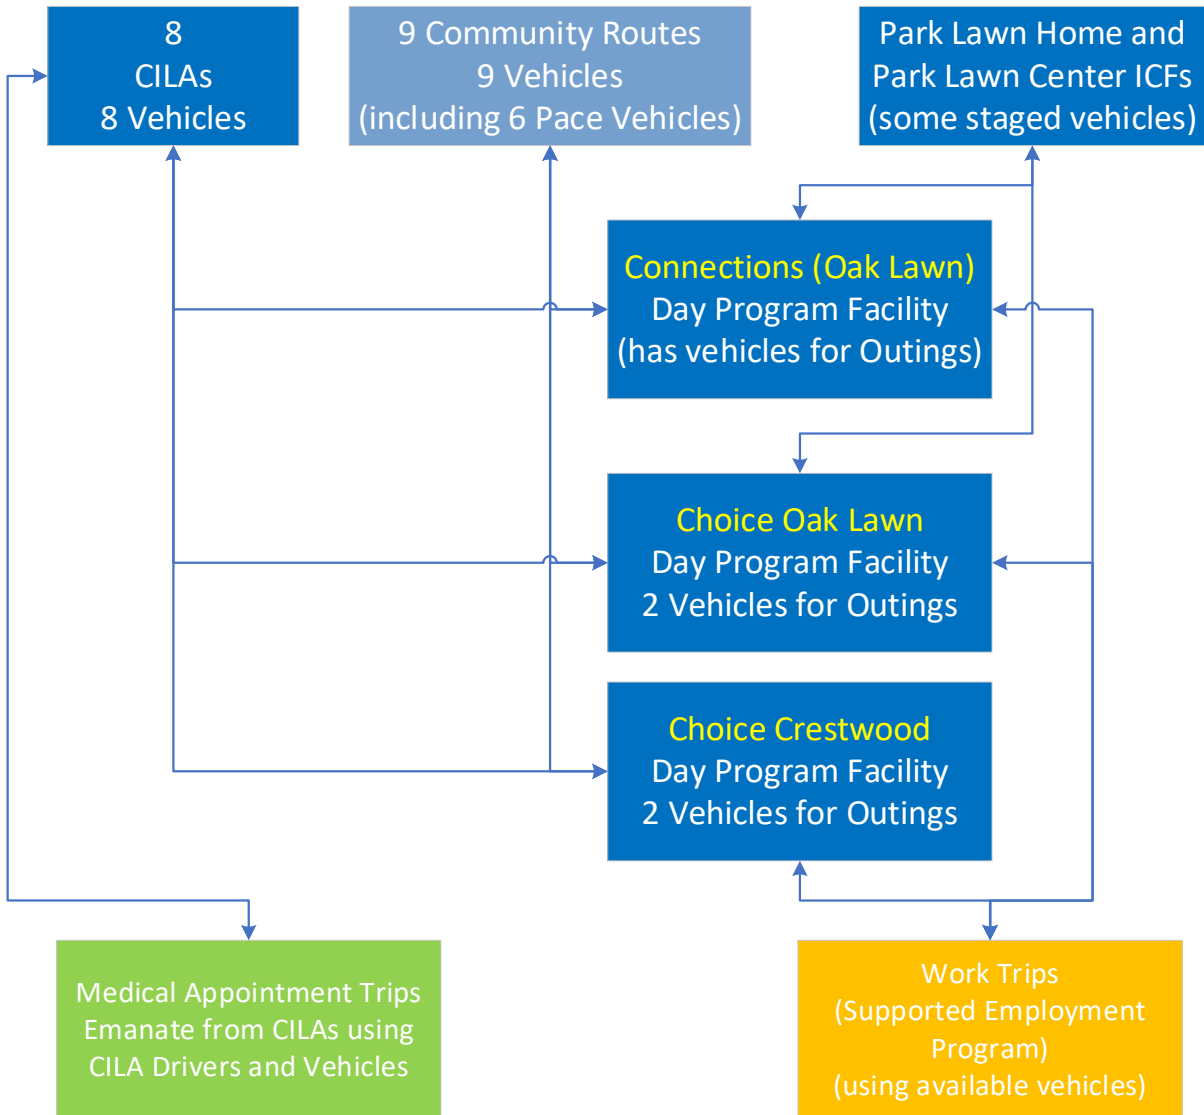 8
CILAs
8 Vehicles
9 Community Routes
9 Vehicles
(including 6 Pace Vehicles)
Park Lawn Home and
Park Lawn Center ICFs
(some staged vehicles)
Connections (Oak Lawn)
Day Program Facility
(has vehicles for Outings)
Choice Oak Lawn
Day Program Facility
2 Vehicles for Outings
Choice Crestwood
Day Program Facility
2 Vehicles for Outings
Medical Appointment Trips
Emanate from CILAs using
CILA Drivers and Vehicles
Work Trips
(Supported Employment
Program)
(using available vehicles)